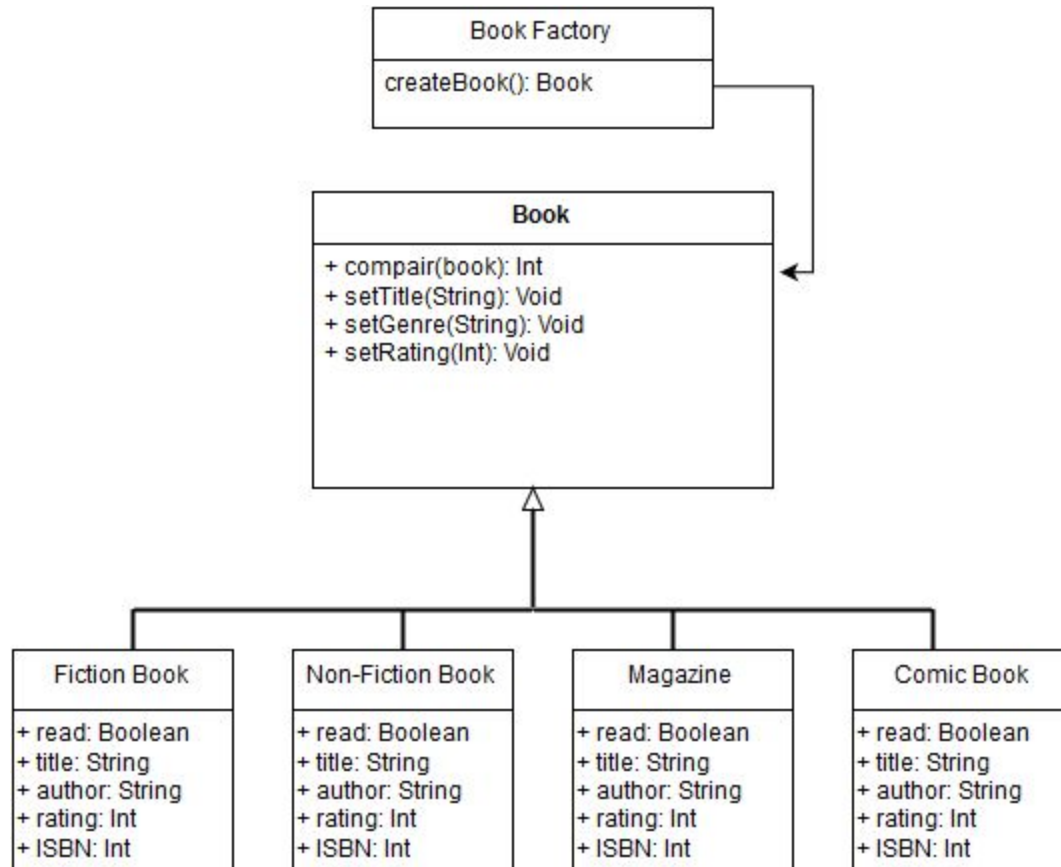 Book Factory
createBook(): Book
Book
+ compair(book): Int
+ setTitle(String): Void
+ setGenre(String): Void
+ setRating(Int): Void
Fiction Book
+ read: Boolean
+ title: String
+ author: String
+ rating: Int
+ ISBN: Int
Non-Fiction Book
+ read: Boolean
+ title: String
+ author: String
+ rating: Int
+ ISBN: Int
Magazine
+ read: Boolean
+ title: String
+ author: String
+ rating: Int
+ ISBN: Int
Comic Book
+ read: Boolean
+ title: String
+ author: String
+ rating: Int
+ ISBN: Int